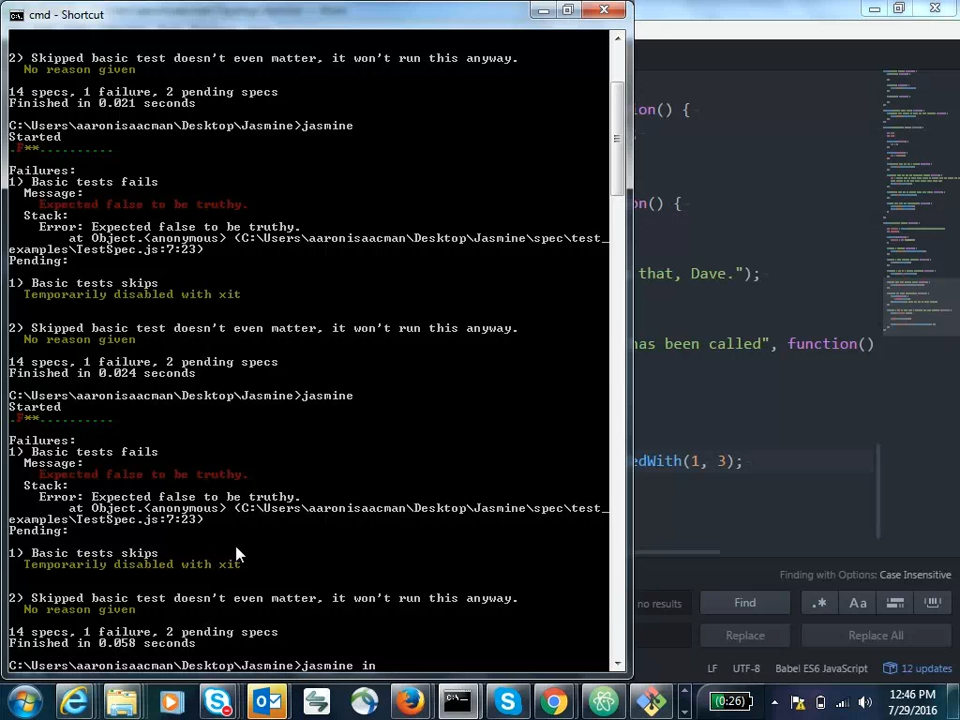 cmd - Shortcut
2) Skipped basic test doesn't even matter, it won't run this anyway.
No reason given
14 specs, 1 failure, 2 pending specs
Finished in 0.021 seconds
C:\Users\aaronisaacman\Desktop\Jasmine>jasmine
Started
.F**..........
Failures:
1) Basic tests fails
Message:
Expected false to be truthy.
Stack:
Error: Expected false to be truthy.
at Object.<anonymous> (C:\Users\aaronisaacman\Desktop\Jasmine\spec\test_
examples\TestSpec.js:7:23)
Pending:
1) Basic tests skips
Temporarily disabled with xit
2) Skipped basic test doesn't even matter, it won't run this anyway.
No reason given
14 specs, 1 failure, 2 pending specs
Finished in 0.024 seconds
C:\Users\aaronisaacman\Desktop\Jasmine>jasmine
Started
.F**..........
Failures:
1) Basic tests fails
Message:
Expected false to be truthy.
Stack:
Error: Expected false to be truthy.
at Object.<anonymous> (C:\Users\aaronisaacman\Desktop\Jasmine\spec\test_
examples\TestSpec.js:7:23)
Pending:
1) Basic tests skips
Temporarily disabled with xit
2) Skipped basic test doesn't even matter, it won't run this anyway.
No reason given
14 specs, 1 failure, 2 pending specs
Finished in 0.058 seconds
C:\Users\aaronisaacman\Desktop\Jasmine>jasmine in
ion() {
on() {
that, Dave.");
has been called", function()
edWith(1, 3);
Finding with Options: Case Insensitive
no results
Find
.*
Aa
Replace
Replace All
LF UTF-8 Babel ES6 JavaScript 12 updates
(0:26)
12:46 PM
7/29/2016